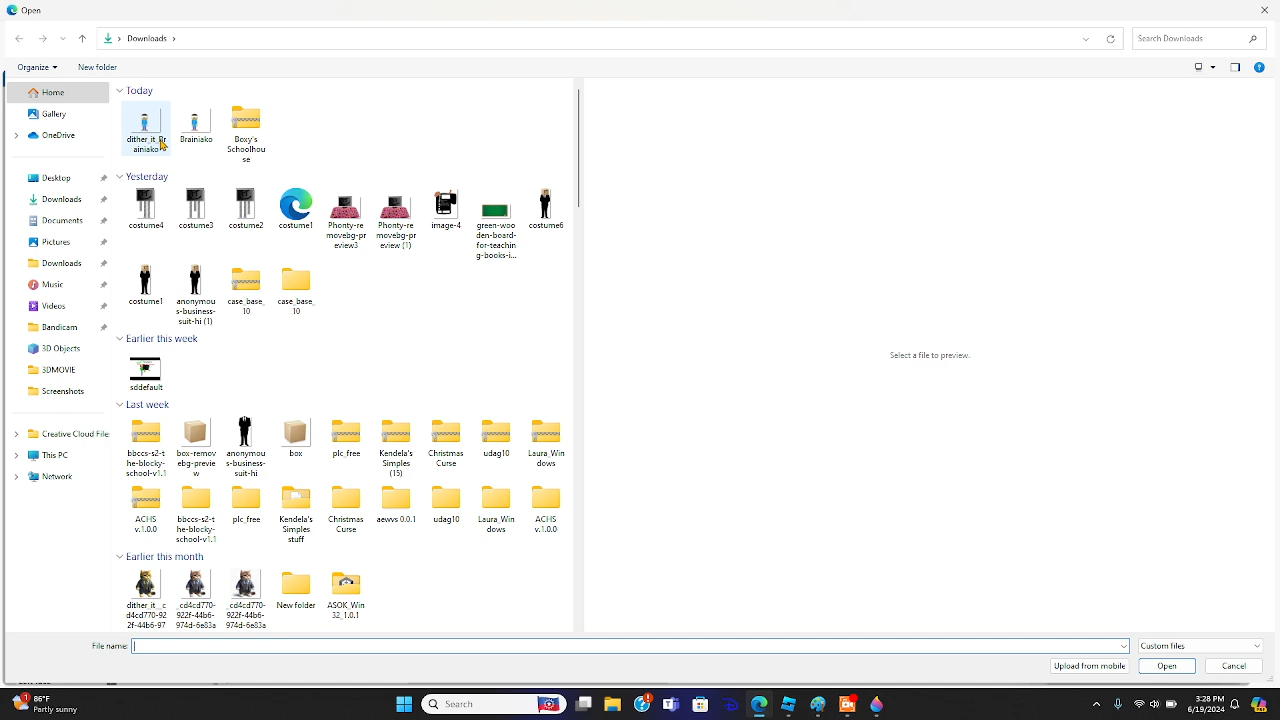 Open
Downloads
Search Downloads
Organize
New folder
Home
Gallery
OneDrive
Desktop
Downloads
Documents
Pictures
Downloads
Music
Videos
Bandicam
3D Objects
3DMOVIE
Screenshots
Creative Cloud File
This PC
Network
Today
dither_it_Br
ainiako
Brainiako
Boxy's
Schoolhou
se
Yesterday
costume4
costume3
costume2
costume1
Phonty-re
movebg-pr
eview3
Phonty-re
movebg-pr
eview (1)
image-4
green-woo
den-board-
for-teachin
g-books-i...
costume6
costume1
anonymou
s-business-
suit-hi (1)
case_base_
10
case_base_
10
Earlier this week
sddefault
Last week
bbccs-s2-t
he-blocky-
school-v1.1
box-remov
ebg-previe
w
anonymou
s-business-
suit-hi
box
plc_free
Kendela's
Simples
(15)
Christmas
Curse
udag10
Laura_Win
dows
ACHS
v.1.0.0
bbccs-s2-t
he-blocky-
school-v1.1
plc_free
Kendela's
Simples
stuff
Christmas
Curse
aewvs 0.0.1
udag10
Laura_Win
dows
ACHS
v.1.0.0
Earlier this month
dither_it_c
d4cd770-92
2f-44b6-97
_cd4cd770-
922f-44b6-
974d-6e83a
_cd4cd770-
922f-44b6-
974d-6e83a
New folder
ASOK_Win
32_1.0.1
Select a file to preview.
File name:
Custom files
Upload from mobile
Open
Cancel
86°F
Partly sunny
Search
3:28 PM
6/19/2024